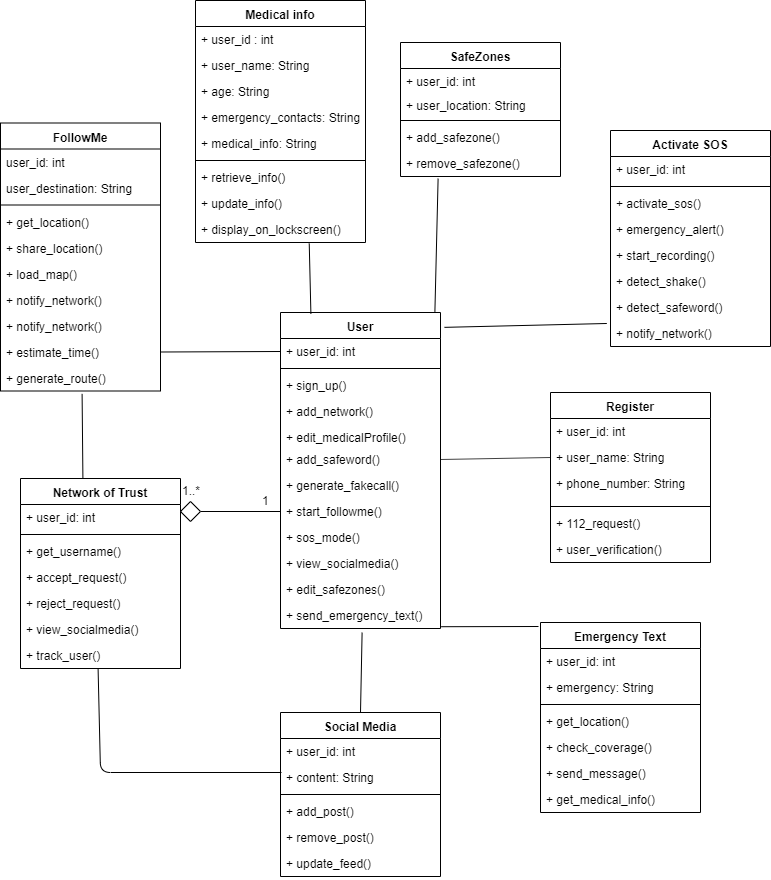 Medical info
+ user_id : int
+ user_name: String
+ age: String
+ emergency_contacts: String
+ medical_info: String
+ retrieve_info()
+ update_info()
+ display_on_lockscreen()
SafeZones
+ user_id: int
+ user_location: String
+ add_safezone()
+ remove_safezone()
FollowMe
user_id: int
user_destination: String
+ get_location()
+ share_location()
+ load_map()
+ notify_network()
+ notify_network()
+ estimate_time()
+ generate_route()
Activate SOS
+ user_id: int
+ activate_sos()
+ emergency_alert()
+ start_recording()
+ detect_shake()
+ detect_safeword()
+ notify_network()
User
+ user_id: int
+ sign_up()
+ add_network()
+ edit_medicalProfile()
+ add_safeword()
+ generate_fakecall()
+ start_followme()
+ sos_mode()
+ view_socialmedia()
+ edit_safezones()
+ send_emergency_text()
Register
+ user_id: int
+ user_name: String
+ phone_number: String
+ 112_request()
+ user_verification()
1..*
1
Network of Trust
+ user_id: int
+ get_username()
+ accept_request()
+ reject_request()
+ view_socialmedia()
+ track_user()
Emergency Text
+ user_id: int
+ emergency: String
+ get_location()
+ check_coverage()
+ send_message()
+ get_medical_info()
Social Media
+ user_id: int
+ content: String
+ add_post()
+ remove_post()
+ update_feed()